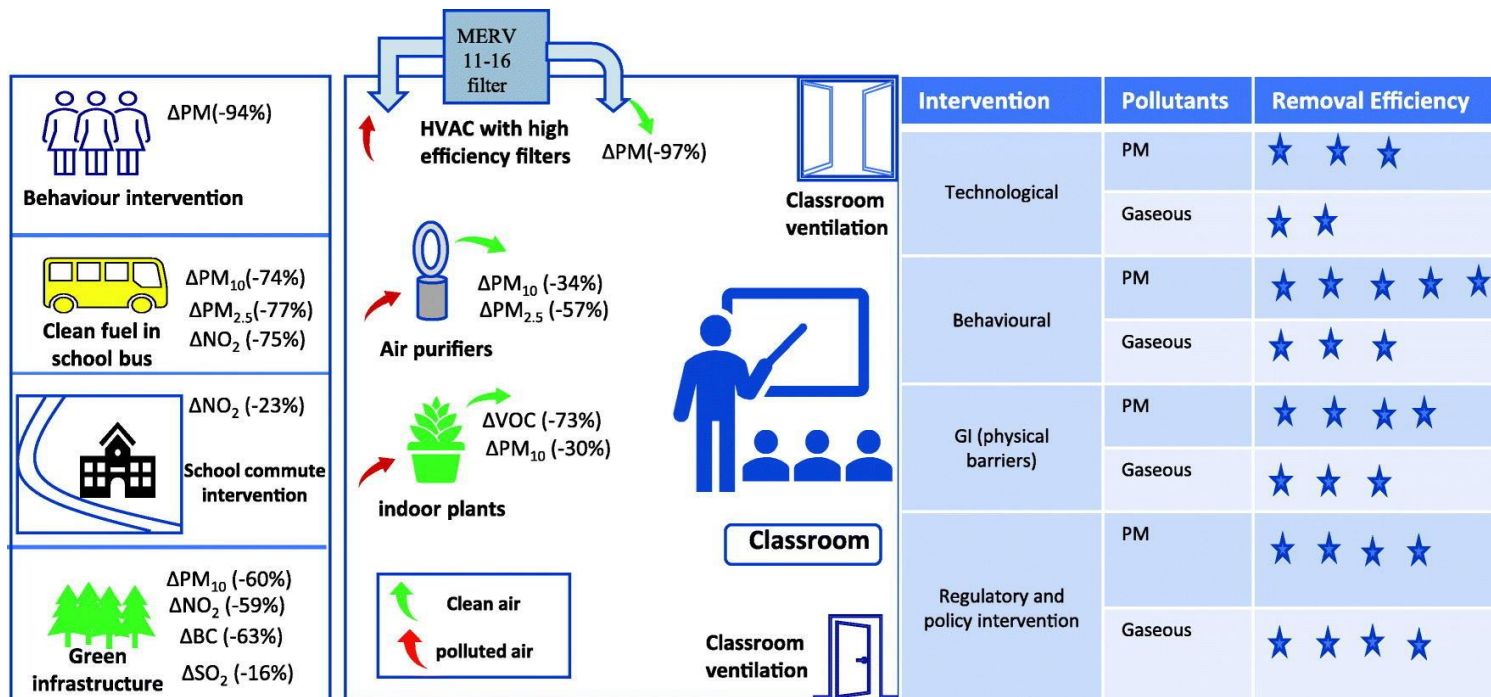 ΔPM(-94%)
Behaviour intervention
ΔPM₁₀(-74%)
ΔPM₂.₅(-77%)
ΔNO₂ (-75%)
Clean fuel in
school bus
ΔNO₂ (-23%)
School commute
intervention
ΔPM₁₀ (-60%)
ΔNO₂ (-59%)
ΔBC (-63%)
ΔSO₂ (-16%)
Green
infrastructure
MERV
11-16
filter
HVAC with high
efficiency filters
ΔPM(-97%)
Classroom
ventilation
ΔPM₁₀ (-34%)
ΔPM₂.₅ (-57%)
Air purifiers
ΔVOC (-73%)
ΔPM₁₀ (-30%)
indoor plants
Classroom
Clean air
polluted air
Classroom
ventilation
Intervention Pollutants Removal Efficiency
Technological
PM
Gaseous
Behavioural
PM
Gaseous
GI (physical
barriers)
PM
Gaseous
Regulatory and
policy intervention
PM
Gaseous